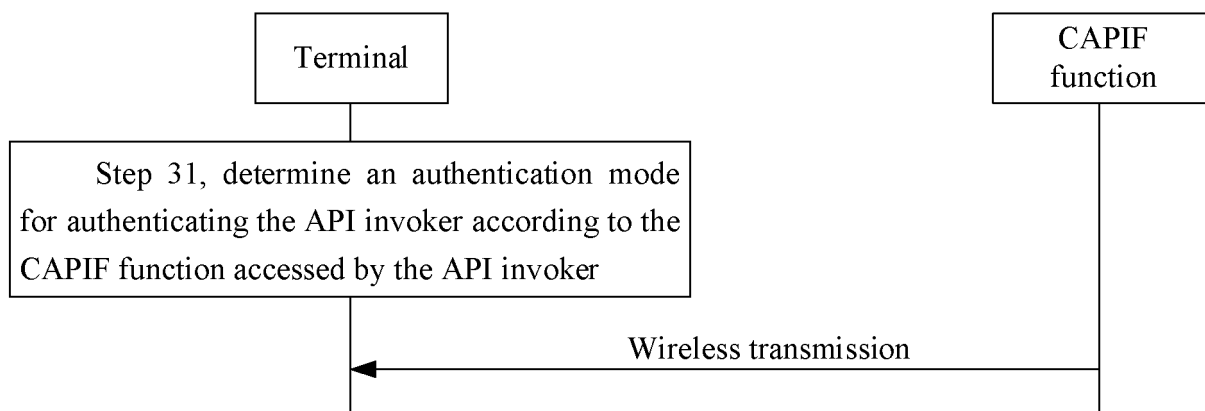 Terminal
CAPIF
function
Step 31, determine an authentication mode
for authenticating the API invoker according to the
CAPIF function accessed by the API invoker
Wireless transmission